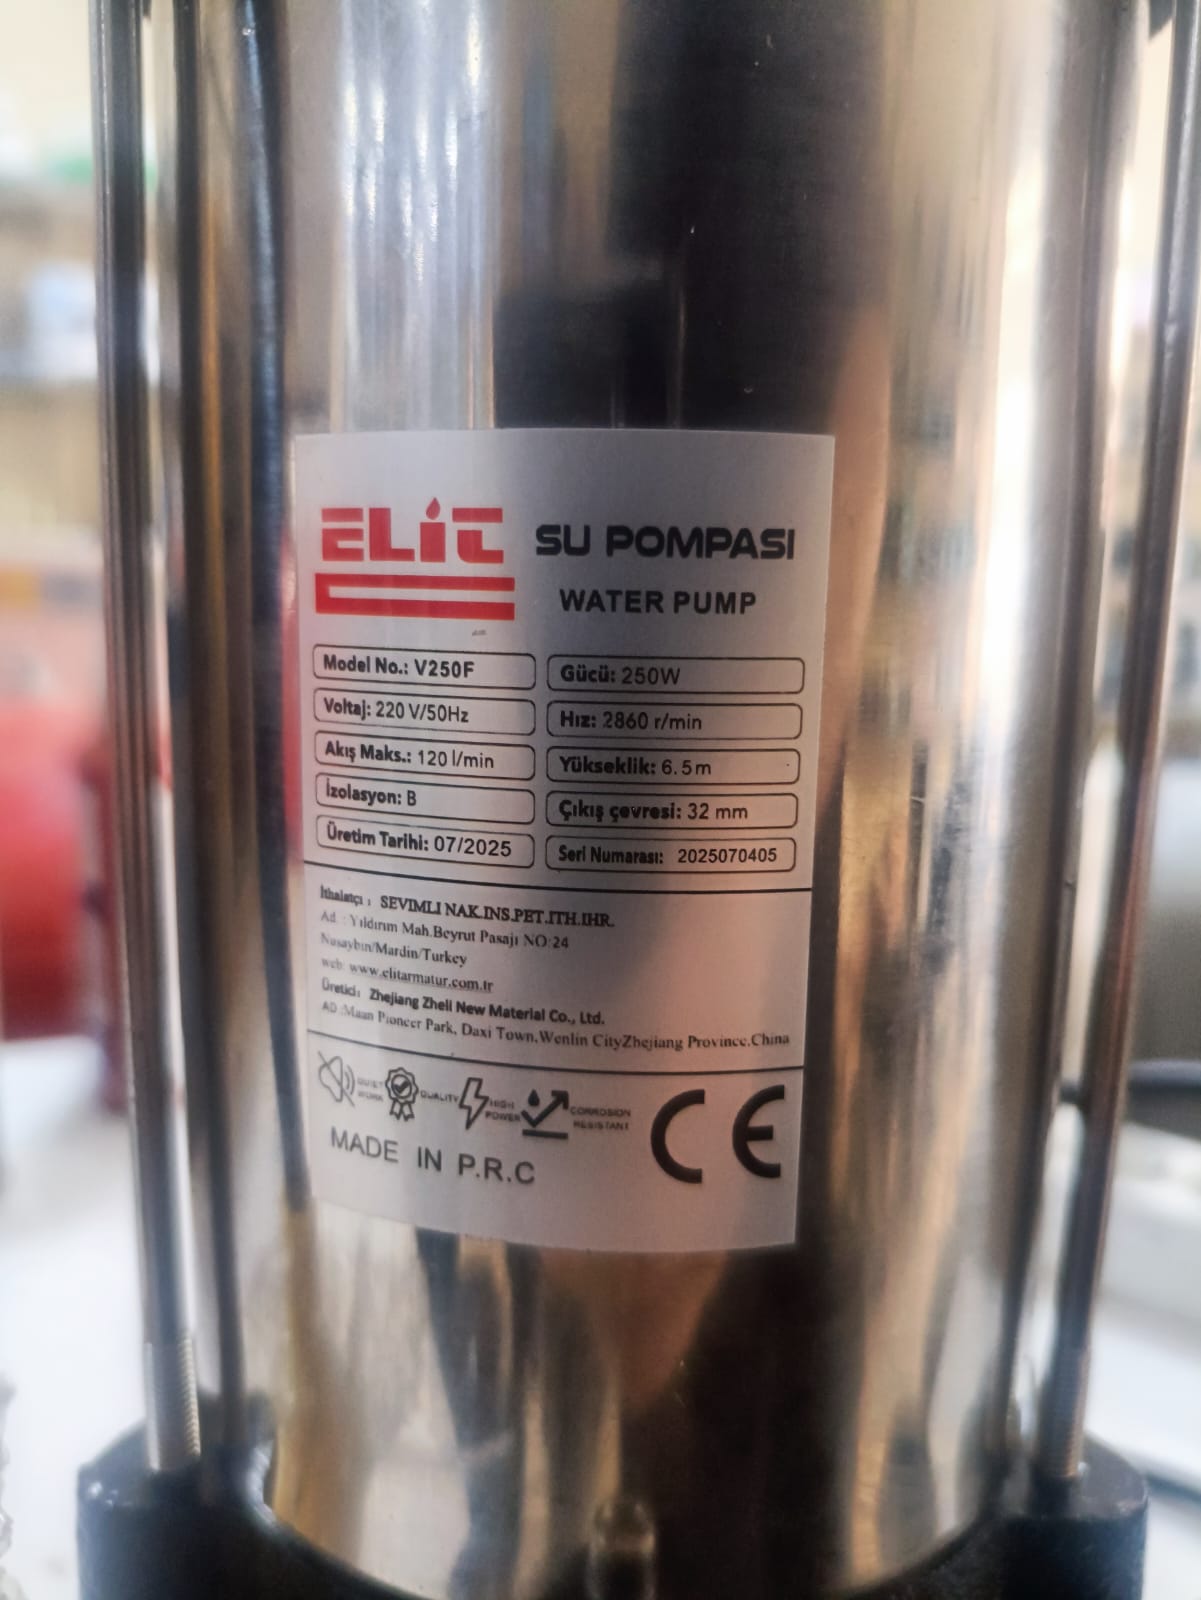 ELiT SU POMPASI
WATER PUMP
Model No.: V250F
Gücü: 250W
Voltaj: 220 V/50Hz
Hız: 2860 r/min
Akış Maks.: 120 l/min
Yükseklik: 6.5m
İzolasyon: B
Çıkış çevresi: 32 mm
Üretim Tarihi: 07/2025
Seri Numarası: 2025070405
İthalatçı : SEVIMLI NAK.INS.PET.ITH.IHR.
Ad. : Yıldırım Mah.Beyrut Pasajı NO:24
Nusaybin/Mardin/Turkey
web: www.elitarmatur.com.tr
Üretici: Zhejiang Zheli New Material Co., Ltd.
AD :Maan Pioneer Park, Daxi Town.Wenlin CityZhejiang Province.China
QUIET WORK
QUALITY
HIGH POWER
CORROSION RESISTANT
CE
MADE IN P.R.C